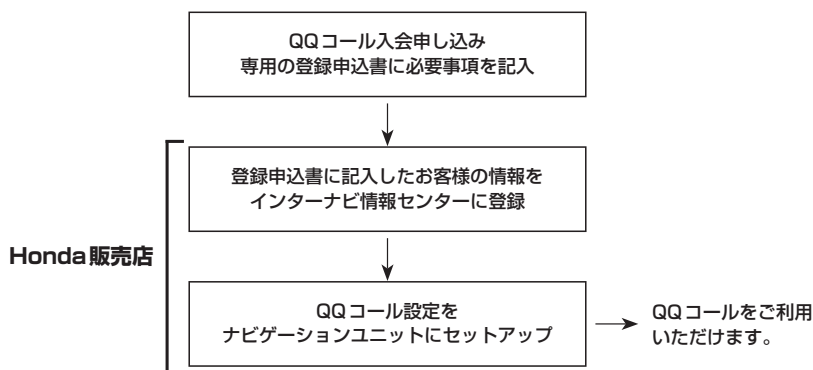 QQコール入会申し込み
専用の登録申込書に必要事項を記入
登録申込書に記入したお客様の情報を
インターナビ情報センターに登録
Honda販売店
QQコール設定を
ナビゲーションユニットにセットアップ
QQコールをご利用
いただけます。